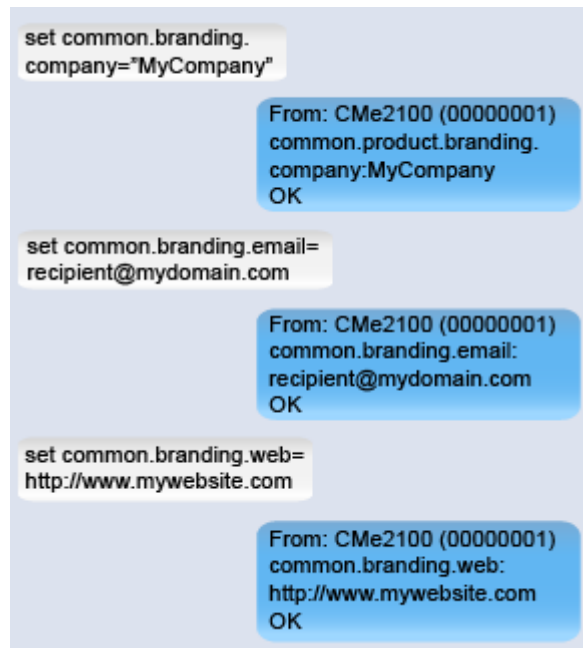 set common.branding.
company="MyCompany"
From: CMe2100 (00000001)
common.product.branding.
company:MyCompany
OK
set common.branding.email=
recipient@mydomain.com
From: CMe2100 (00000001)
common.branding.email:
recipient@mydomain.com
OK
set common.branding.web=
http://www.mywebsite.com
From: CMe2100 (00000001)
common.branding.web:
http://www.mywebsite.com
OK